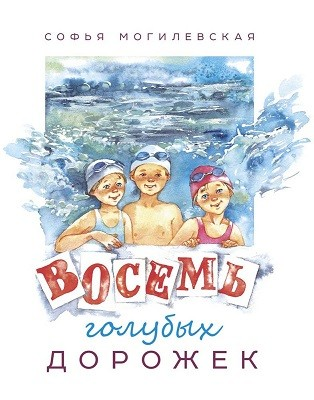 СОФЬЯ МОГИЛЕВСКАЯ
ВОСЕМЬ
голубых
ДОРОЖЕК